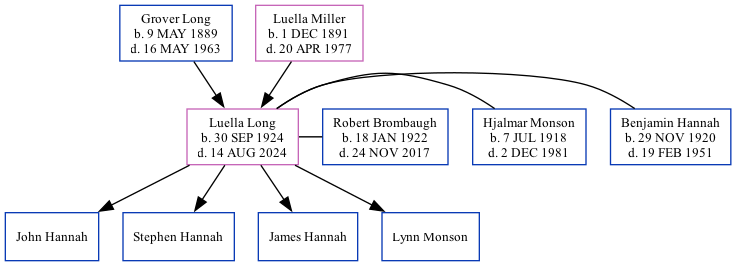 Grover Long
b. 9 MAY 1889
d. 16 MAY 1963
Luella Miller
b. 1 DEC 1891
d. 20 APR 1977
Luella Long
b. 30 SEP 1924
d. 14 AUG 2024
Robert Brombaugh
b. 18 JAN 1922
d. 24 NOV 2017
Hjalmar Monson
b. 7 JUL 1918
d. 2 DEC 1981
Benjamin Hannah
b. 29 NOV 1920
d. 19 FEB 1951
John Hannah
Stephen Hannah
James Hannah
Lynn Monson